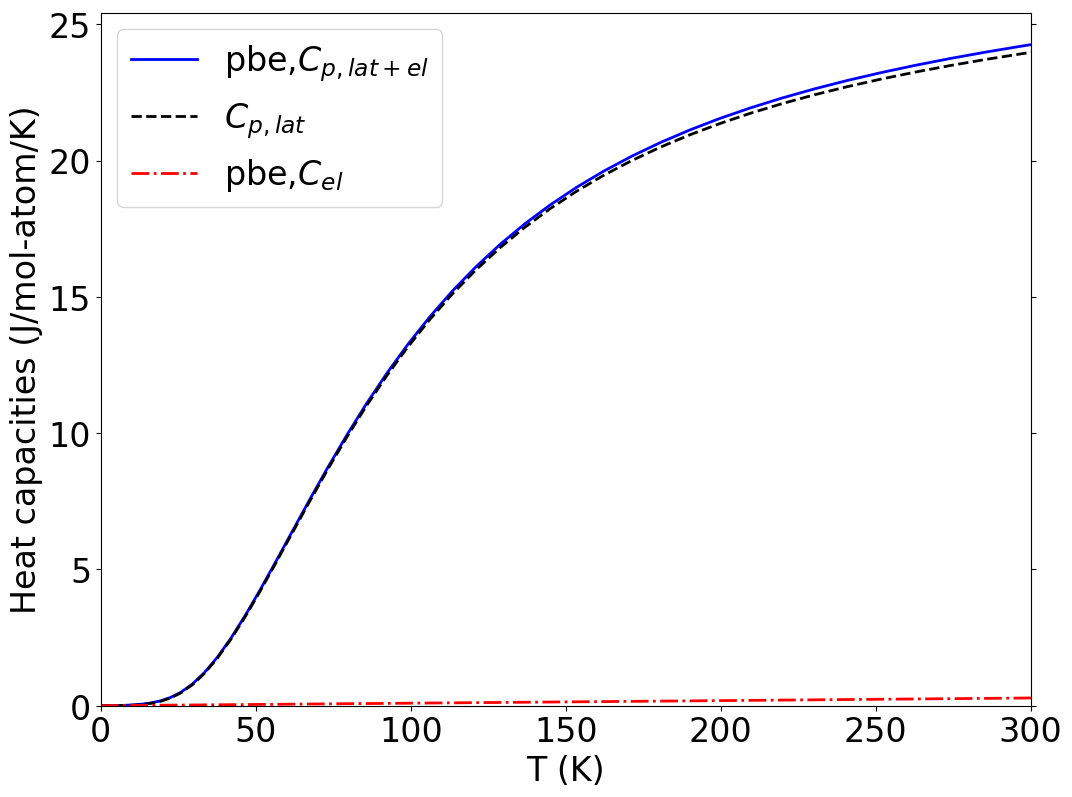 25
20
15
10
5
0
Heat capacities (J/mol-atom/K)
pbe,C_{p,lat+el}
C_{p,lat}
pbe,C_{el}
0 50 100 150 200 250 300
T (K)